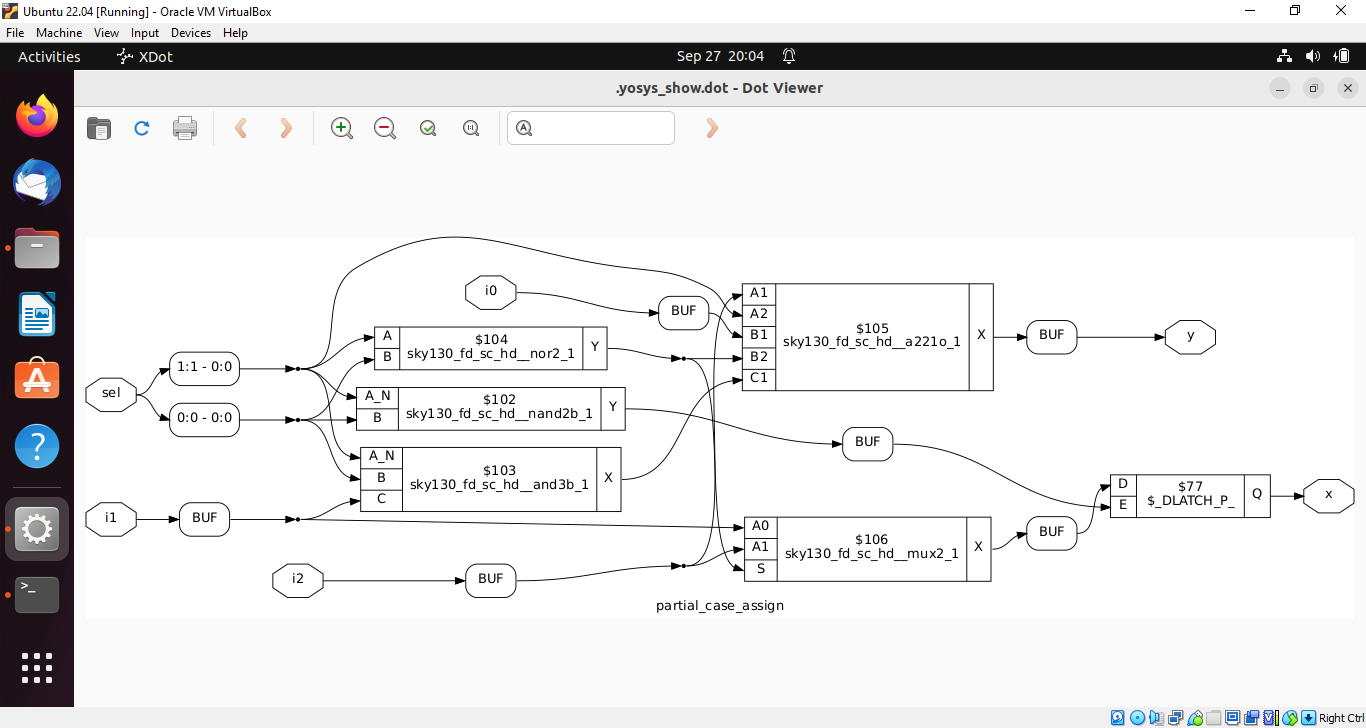 Ubuntu 22.04 [Running] - Oracle VM VirtualBox
File Machine View Input Devices Help
Activities XDot Sep 27 20:04
.yosys_show.dot - Dot Viewer
i0
BUF
A1
A2
B1
B2
C1
$105
sky130_fd_sc_hd__a221o_1
X
BUF
y
A
B
$104
sky130_fd_sc_hd__nor2_1
Y
sel
1:1 - 0:0
0:0 - 0:0
A_N
B
$102
sky130_fd_sc_hd__nand2b_1
Y
BUF
A_N
B
C
$103
sky130_fd_sc_hd__and3b_1
X
D
E
$77
$_DLATCH_P_
Q
x
i1
BUF
A0
A1
S
$106
sky130_fd_sc_hd__mux2_1
X
BUF
i2
BUF
partial_case_assign
Right Ctrl